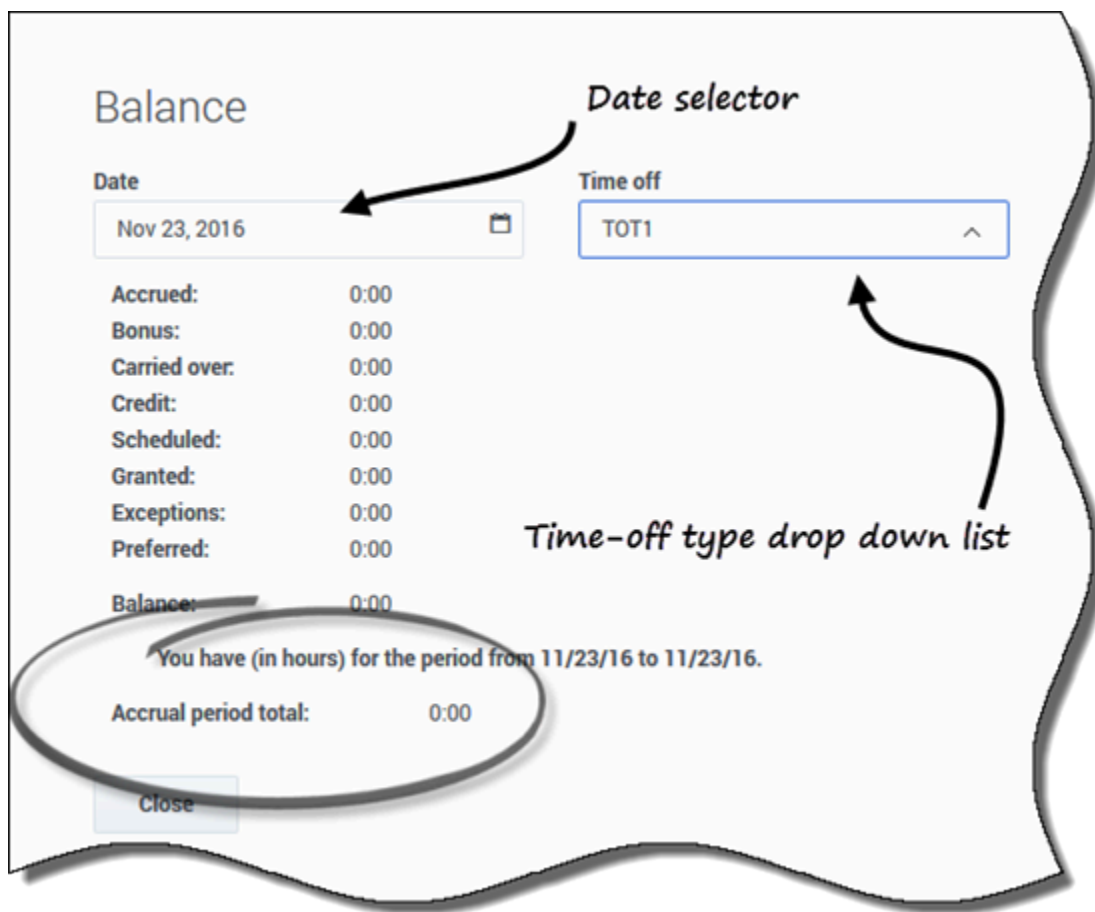 Balance
Date selector
Date
Time off
Nov 23, 2016
TOT1
Accrued: 0:00
Bonus: 0:00
Carried over: 0:00
Credit: 0:00
Scheduled: 0:00
Granted: 0:00
Exceptions: 0:00
Preferred: 0:00
Time-off type drop down list
Balance: 0:00
You have (in hours) for the period from 11/23/16 to 11/23/16.
Accrual period total: 0:00
Close